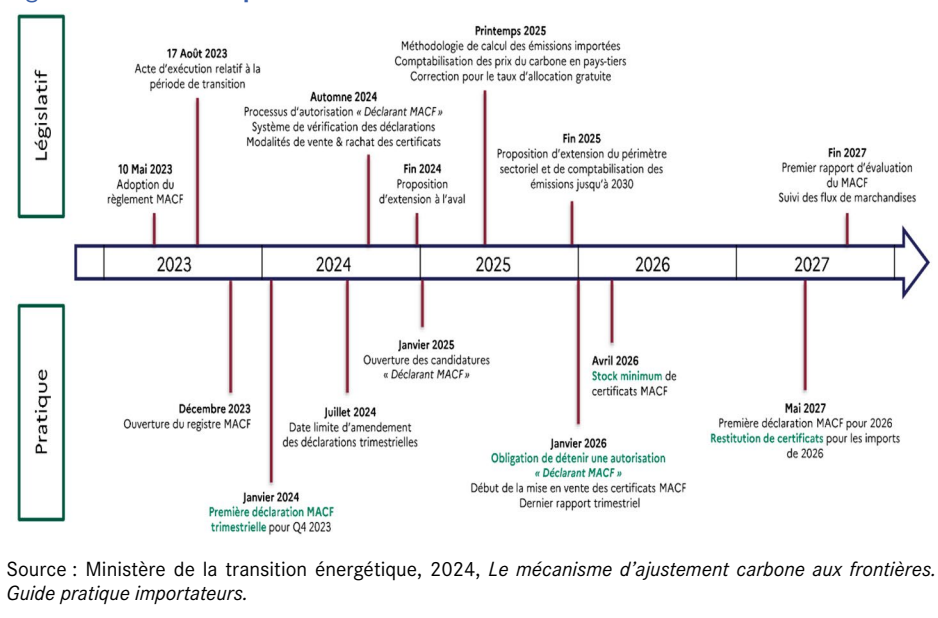 Législatif
10 Mai 2023
Adoption du
règlement MACF
17 Août 2023
Acte d'exécution relatif à la
période de transition
Automne 2024
Processus d'autorisation « Déclarant MACF »
Système de vérification des déclarations
Modalités de vente & rachat des certificats
Fin 2024
Proposition
d'extension à l'aval
Printemps 2025
Méthodologie de calcul des émissions importées
Comptabilisation des prix du carbone en pays-tiers
Correction pour le taux d'allocation gratuite
Fin 2025
Proposition d'extension du périmètre
sectoriel et de comptabilisation des
émissions jusqu'à 2030
Fin 2027
Premier rapport d'évaluation
du MACF
Suivi des flux de marchandises
2023
2024
2025
2026
2027
Pratique
Décembre 2023
Ouverture du registre MACF
Janvier 2024
Première déclaration MACF
trimestrielle pour Q4 2023
Juillet 2024
Date limite d'amendement
des déclarations trimestrielles
Janvier 2025
Ouverture des candidatures
« Déclarant MACF »
Janvier 2026
Obligation de détenir une autorisation
« Déclarant MACF »
Début de la mise en vente des certificats MACF
Dernier rapport trimestriel
Avril 2026
Stock minimum de
certificats MACF
Mai 2027
Première déclaration MACF pour 2026
Restitution de certificats pour les imports
de 2026
Source : Ministère de la transition énergétique, 2024, Le mécanisme d'ajustement carbone aux frontières.
Guide pratique importateurs.